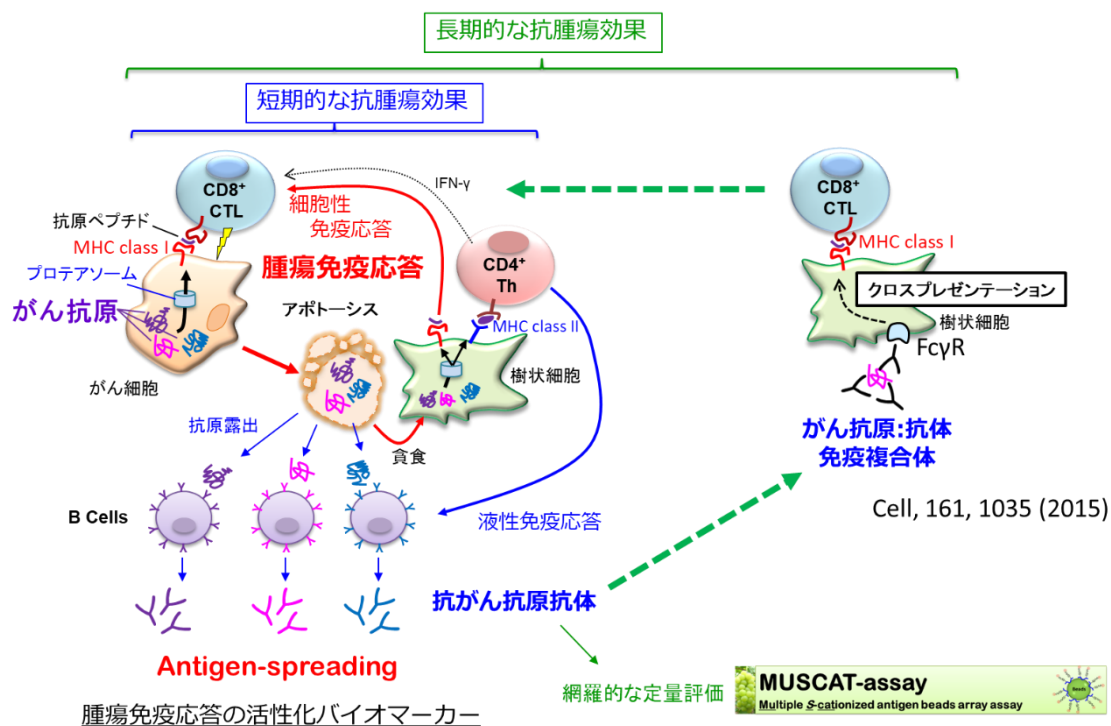 長期的な抗腫瘍効果
短期的な抗腫瘍効果
CD8⁺
CTL
IFN-γ
抗原ペプチド
MHC class I
プロテアソーム
がん抗原
がん細胞
細胞性
免疫応答
腫瘍免疫応答
アポトーシス
CD4⁺
Th
MHC class II
樹状細胞
抗原露出
貪食
B Cells
液性免疫応答
抗がん抗原抗体
Antigen-spreading
腫瘍免疫応答の活性化バイオマーカー
CD8⁺
CTL
MHC class I
クロスプレゼンテーション
樹状細胞
FcγR
がん抗原:抗体
免疫複合体
Cell, 161, 1035 (2015)
網羅的な定量評価
MUSCAT-assay
Multiple S-cationized antigen beads array assay
Beads